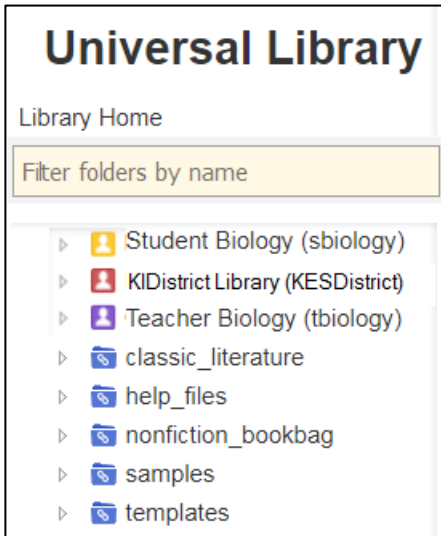 Universal Library
Library Home
Filter folders by name
Student Biology (sbiology)
KIDistrict Library (KESDistrict)
Teacher Biology (tbiology)
classic_literature
help_files
nonfiction_bookbag
samples
templates